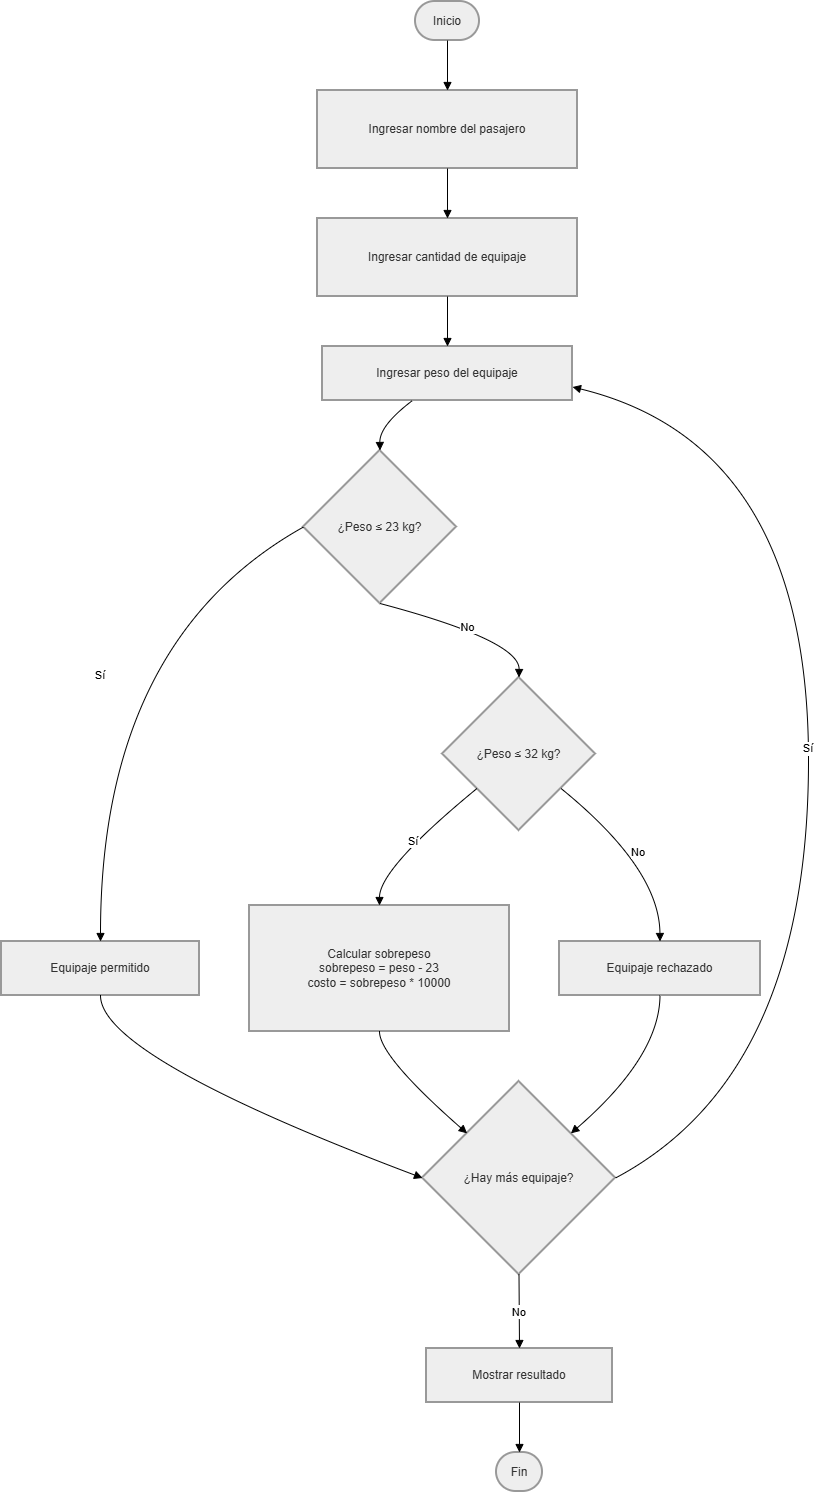 Inicio
Ingresar nombre del pasajero
Ingresar cantidad de equipaje
Ingresar peso del equipaje
¿Peso ≤ 23 kg?
No
Sí
¿Peso ≤ 32 kg?
Sí
Sí
No
Calcular sobrepeso
sobrepeso = peso - 23
costo = sobrepeso * 10000
Equipaje permitido
Equipaje rechazado
¿Hay más equipaje?
No
Mostrar resultado
Fin